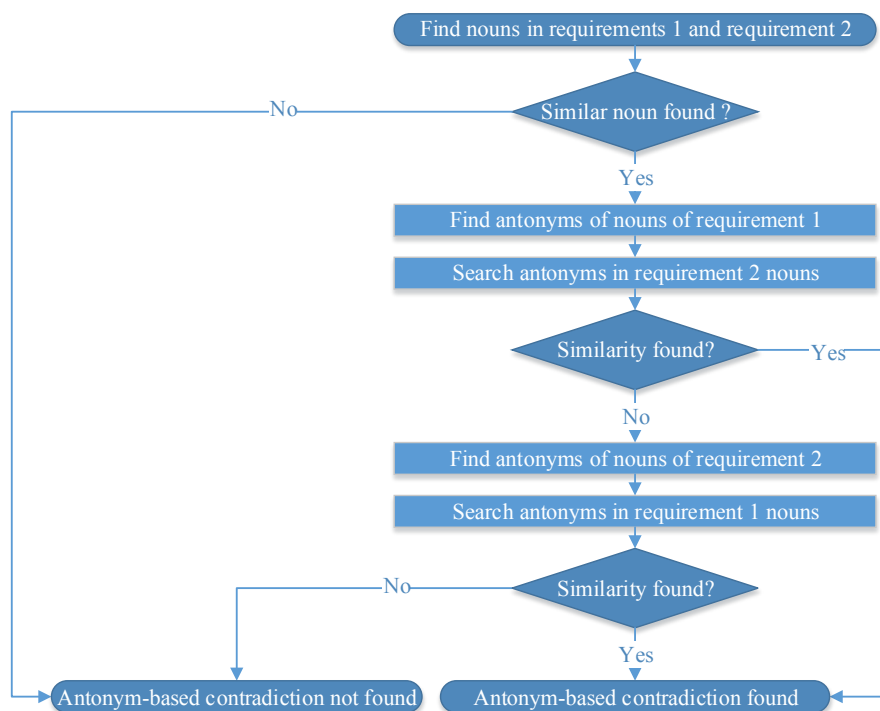 Find nouns in requirements 1 and requirement 2
No
Similar noun found ?
Yes
Find antonyms of nouns of requirement 1
Search antonyms in requirement 2 nouns
Similarity found?
Yes
No
Find antonyms of nouns of requirement 2
Search antonyms in requirement 1 nouns
No
Similarity found?
Yes
Antonym-based contradiction not found
Antonym-based contradiction found